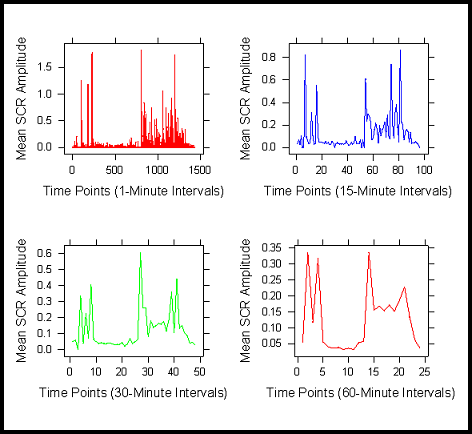 Mean SCR Amplitude
1.5
1.0
0.5
0.0
0 500 1000 1500
Time Points (1-Minute Intervals)
Mean SCR Amplitude
0.8
0.6
0.4
0.2
0.0
0 20 40 60 80 100
Time Points (15-Minute Intervals)
Mean SCR Amplitude
0.6
0.5
0.4
0.3
0.2
0.1
0.0
0 10 20 30 40 50
Time Points (30-Minute Intervals)
Mean SCR Amplitude
0.35
0.30
0.25
0.20
0.15
0.10
0.05
0 5 10 15 20 25
Time Points (60-Minute Intervals)